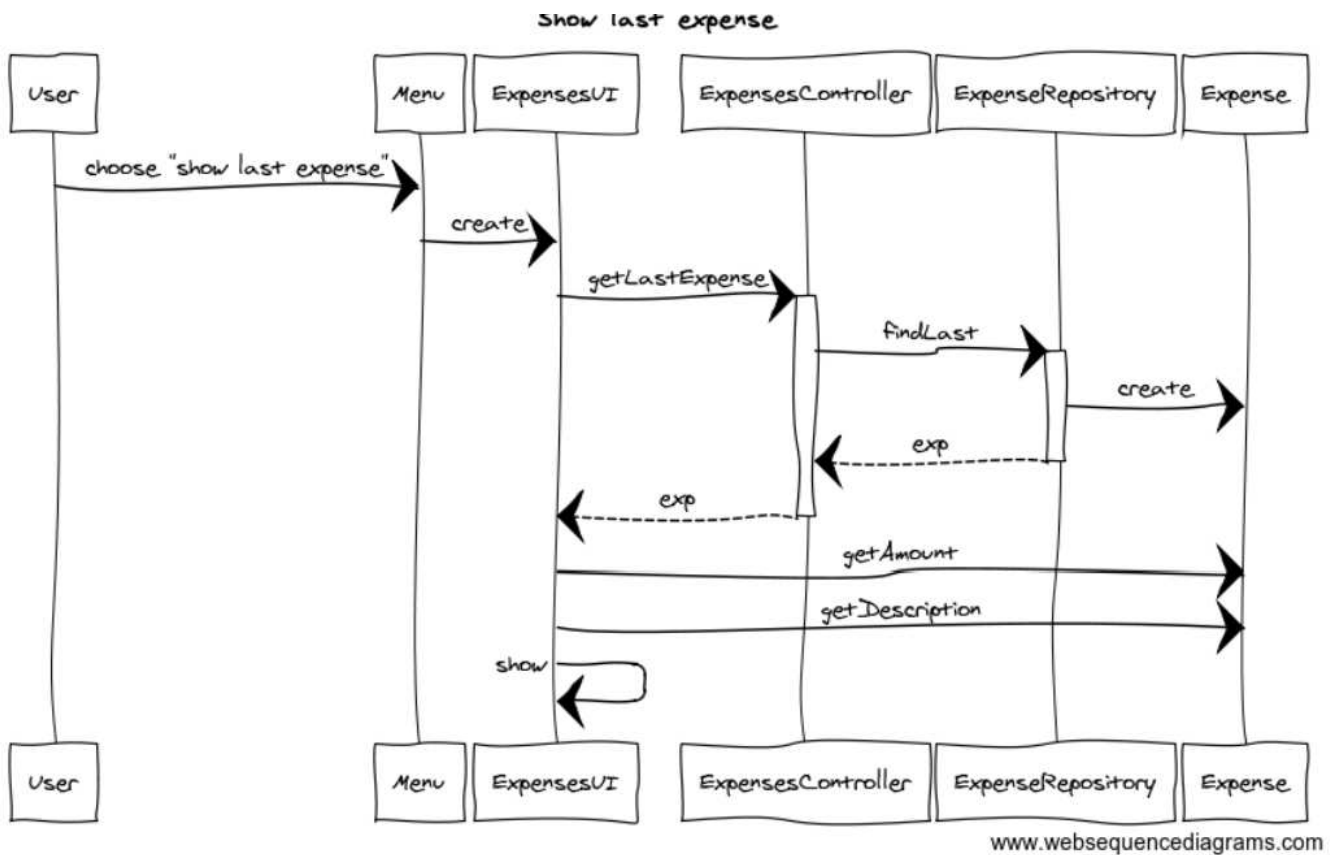 Show last expense
User
Menu
ExpensesUI
ExpensesController
ExpenseRepository
Expense
choose "show last expense"
create
getLastExpense
findLast
create
exp
exp
getAmount
getDescription
show
User
Menu
ExpensesUI
ExpensesController
ExpenseRepository
Expense
www.websequencediagrams.com